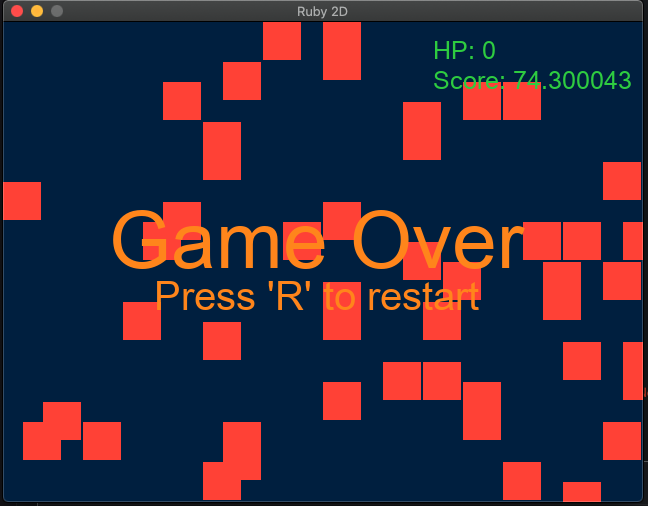 Ruby 2D
HP: 0
Score: 74.300043
Game Over
Press 'R' to restart